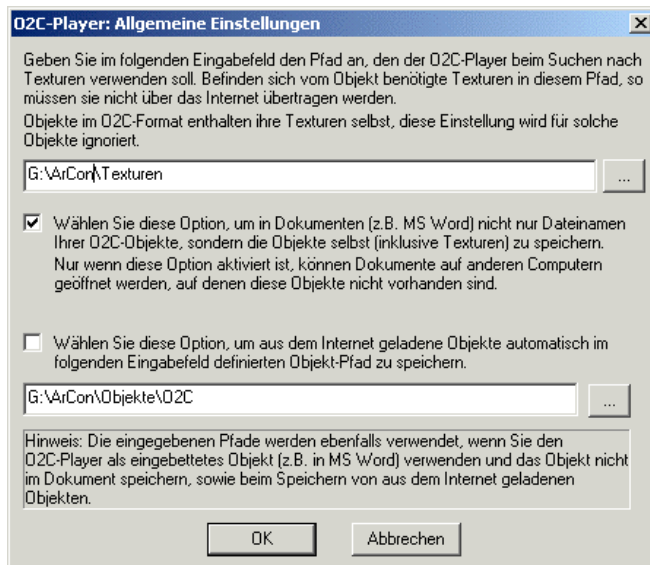 O2C-Player: Allgemeine Einstellungen
Geben Sie im folgenden Eingabefeld den Pfad an, den der O2C-Player beim Suchen nach
Texturen verwenden soll. Befinden sich vom Objekt benötigte Texturen in diesem Pfad, so
müssen sie nicht über das Internet übertragen werden.
Objekte im O2C-Format enthalten ihre Texturen selbst, diese Einstellung wird für solche
Objekte ignoriert.
G:\ArCon\Texturen
...
Wählen Sie diese Option, um in Dokumenten (z.B. MS Word) nicht nur Dateinamen
Ihrer O2C-Objekte, sondern die Objekte selbst (inklusive Texturen) zu speichern.
Nur wenn diese Option aktiviert ist, können Dokumente auf anderen Computern
geöffnet werden, auf denen diese Objekte nicht vorhanden sind.
Wählen Sie diese Option, um aus dem Internet geladene Objekte automatisch im
folgenden Eingabefeld definierten Objekt-Pfad zu speichern.
G:\ArCon\Objekte\O2C
...
Hinweis: Die eingegebenen Pfade werden ebenfalls verwendet, wenn Sie den
O2C-Player als eingebettetes Objekt (z.B. in MS Word) verwenden und das Objekt nicht
im Dokument speichern, sowie beim Speichern von aus dem Internet geladenen
Objekten.
OK
Abbrechen